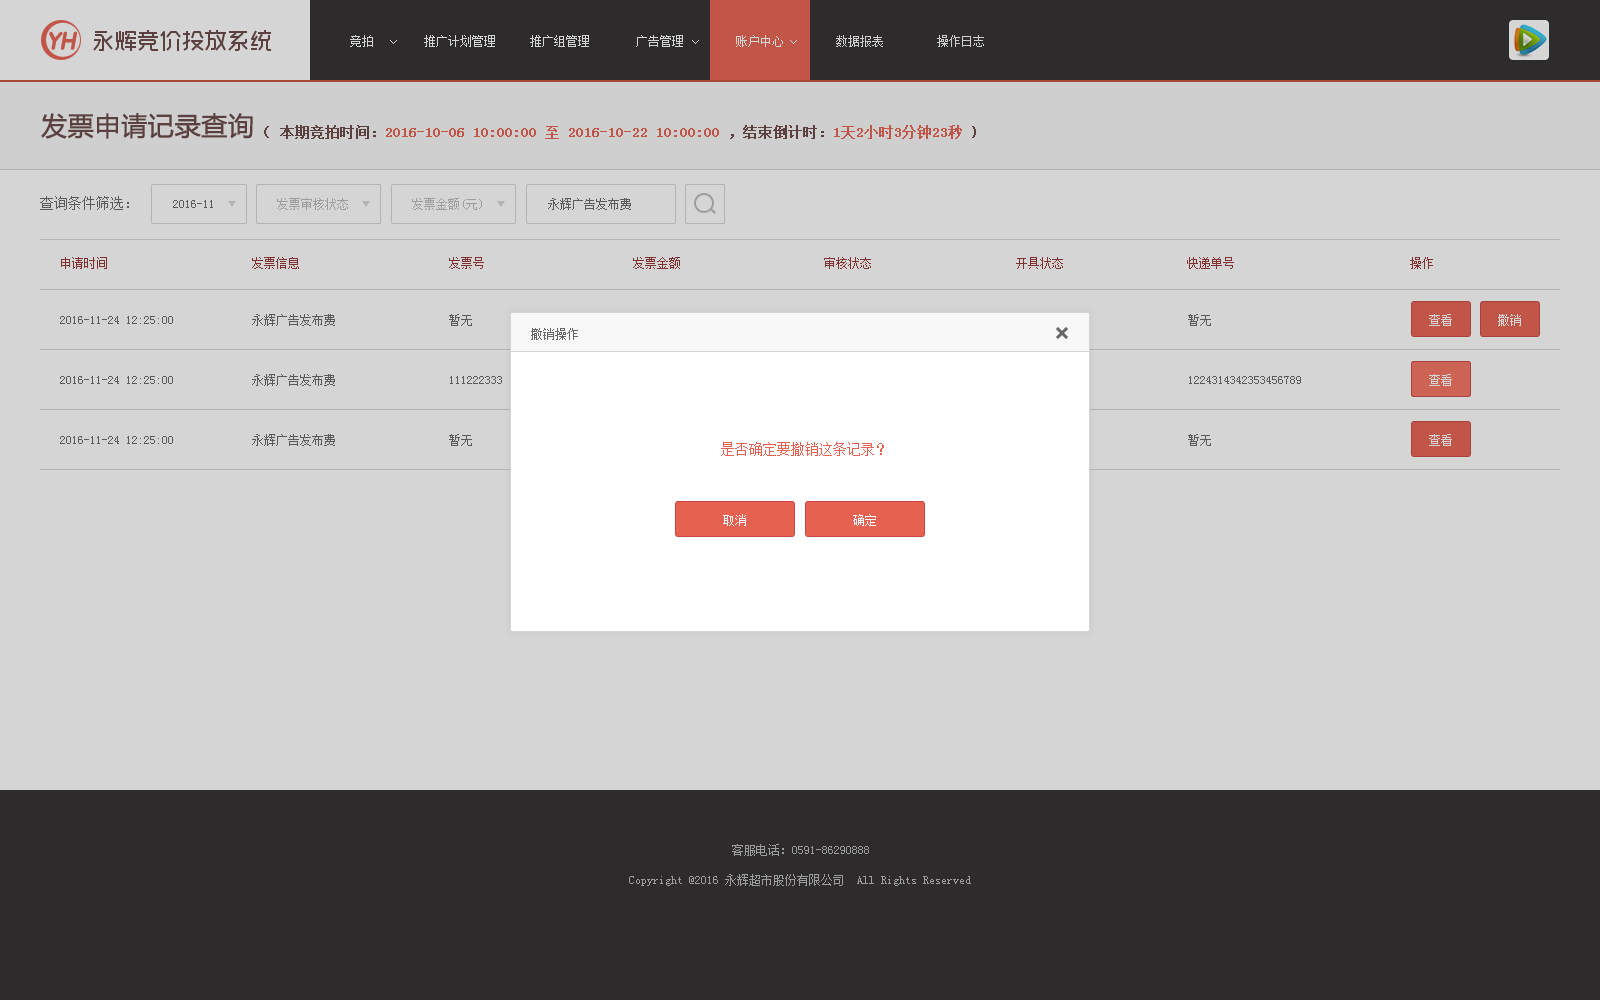 YH 永辉竞价投放系统 竞拍 推广计划管理 推广组管理 广告管理 账户中心 数据报表 操作日志
发票申请记录查询 ( 本期竞拍时间：2016-10-06 10:00:00 至 2016-10-22 10:00:00 ，结束倒计时：1天2小时3分钟23秒 )
查询条件筛选： 2016-11 发票审核状态 发票金额(元) 永辉广告发布费
申请时间 发票信息 发票号 发票金额 审核状态 开具状态 快递单号 操作
2016-11-24 12:25:00 永辉广告发布费 暂无 暂无 查看 撤销
撤销操作
2016-11-24 12:25:00 永辉广告发布费 111222333 1224314342353456789 查看
2016-11-24 12:25:00 永辉广告发布费 暂无 暂无 查看
是否确定要撤销这条记录？
取消 确定
客服电话：0591-86290888
Copyright @2016 永辉超市股份有限公司 All Rights Reserved